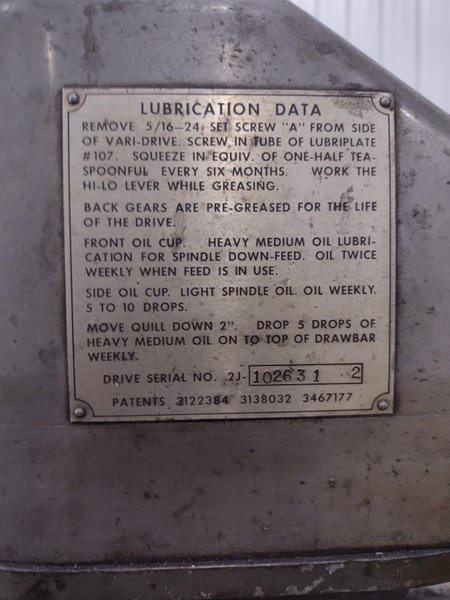 LUBRICATION DATA
REMOVE 5/16-24 SET SCREW "A" FROM SIDE
OF VARI-DRIVE. SCREW IN TUBE OF LUBRIPLATE
#107. SQUEEZE IN EQUIV. OF ONE-HALF TEA-
SPOONFUL EVERY SIX MONTHS. WORK THE
HI-LO LEVER WHILE GREASING.
BACK GEARS ARE PRE-GREASED FOR THE LIFE
OF THE DRIVE.
FRONT OIL CUP. HEAVY MEDIUM OIL LUBRI-
CATION FOR SPINDLE DOWN-FEED. OIL TWICE
WEEKLY WHEN FEED IS IN USE.
SIDE OIL CUP. LIGHT SPINDLE OIL. OIL WEEKLY.
5 TO 10 DROPS.
MOVE QUILL DOWN 2". DROP 5 DROPS OF
HEAVY MEDIUM OIL ON TO TOP OF DRAWBAR
WEEKLY.
DRIVE SERIAL NO. 2J-102631 2
PATENTS 3122384 3138032 3467177